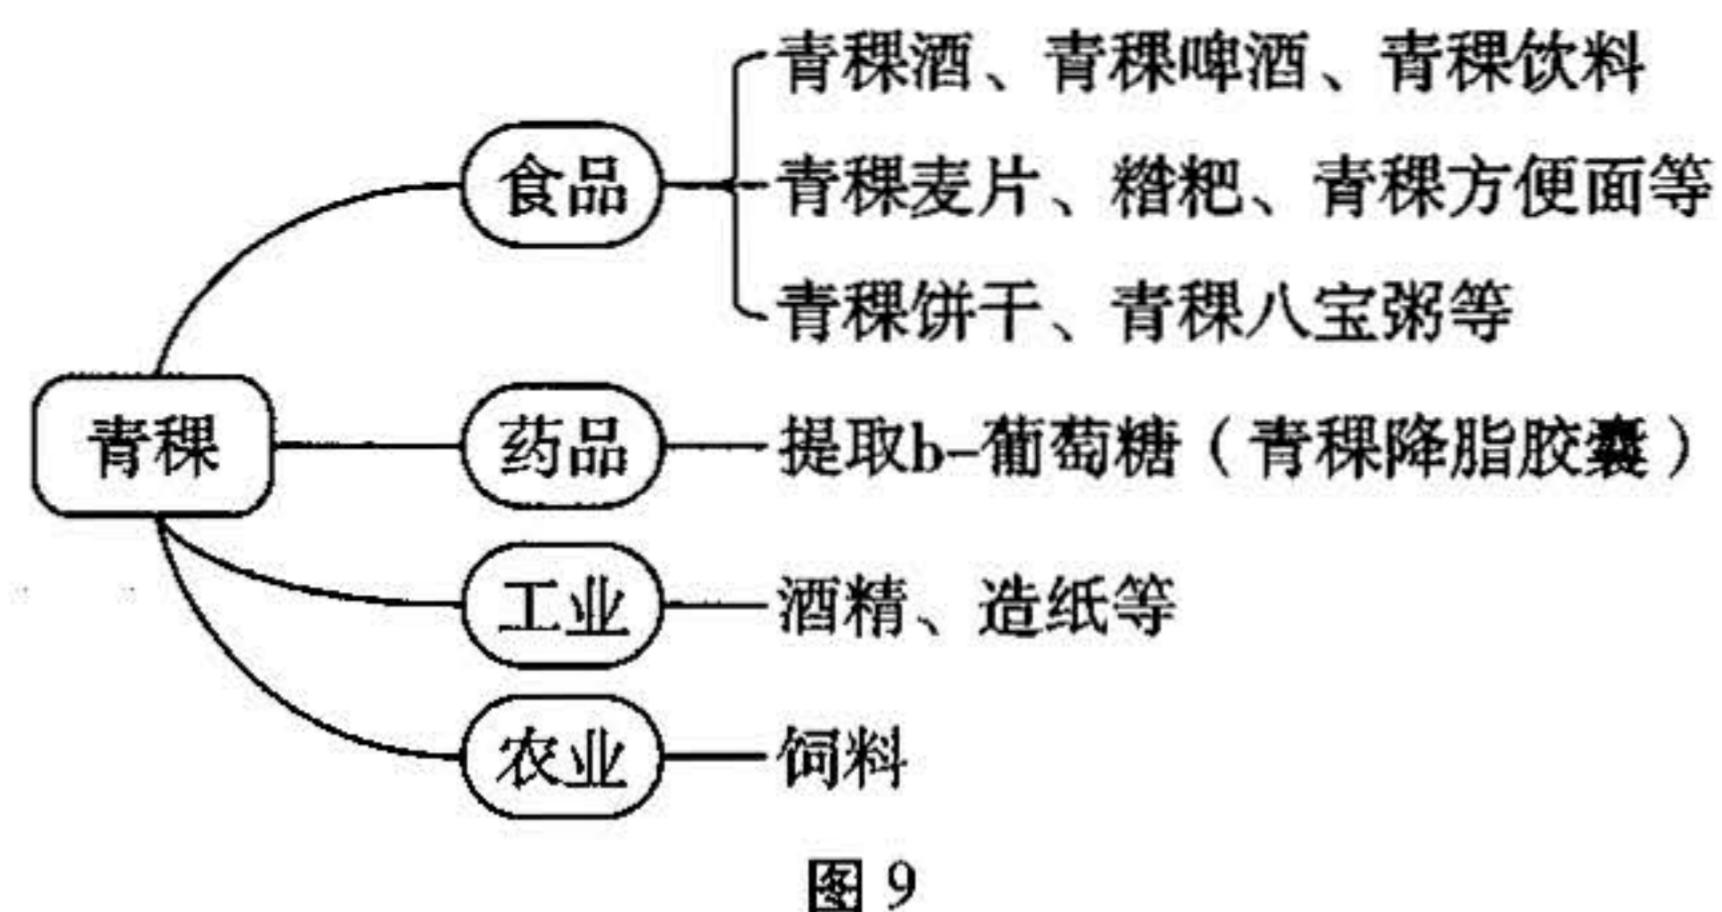 青稞酒、青稞啤酒、青稞饮料
食品
青稞麦片、糌粑、青稞方便面等
青稞饼干、青稞八宝粥等
青稞
药品
提取b-葡萄糖（青稞降脂胶囊）
工业
酒精、造纸等
农业
饲料
图9